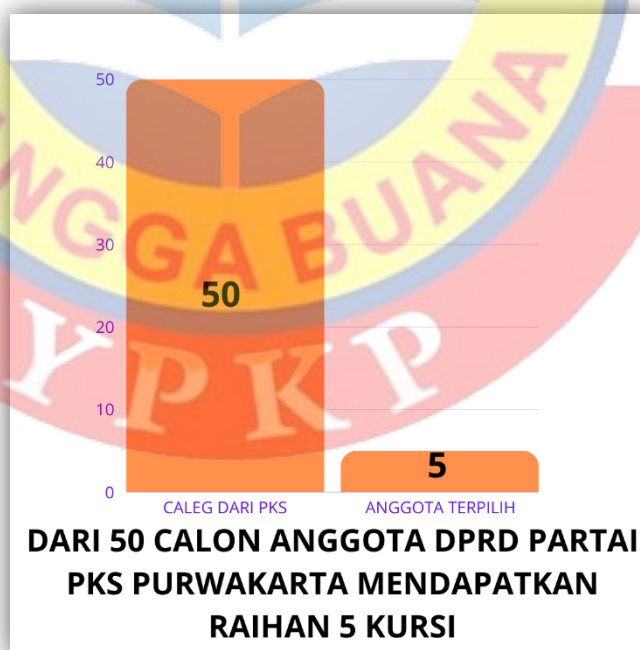 50
40
30
20
10
0
50
5
CALEG DARI PKS
ANGGOTA TERPILIH
DARI 50 CALON ANGGOTA DPRD PARTAI
PKS PURWAKARTA MENDAPATKAN
RAIHAN 5 KURSI
NGGA BUANA
YPKP